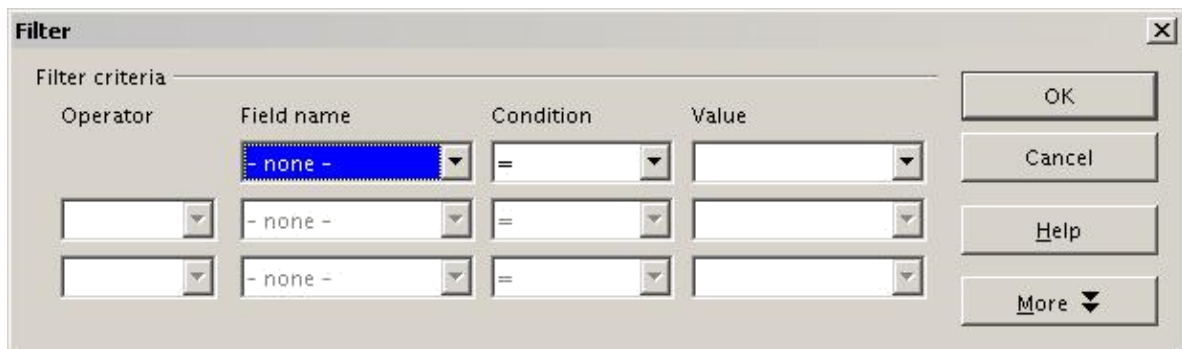 Filter
Filter criteria
OK
Operator Field name Condition Value
- none - = Cancel
- none - = Help
- none - =
More